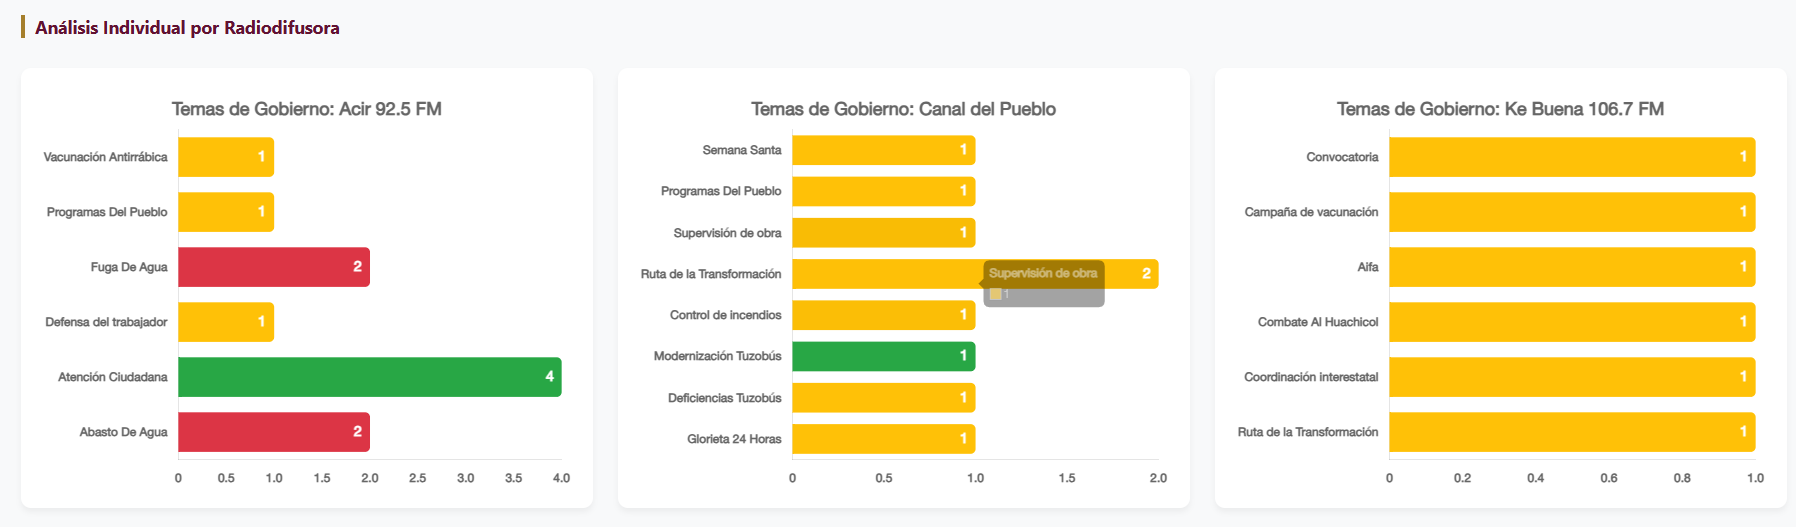 Análisis Individual por Radiodifusora
Temas de Gobierno: Acir 92.5 FM
Vacunación Antirrábica 1
Programas Del Pueblo 1
Fuga De Agua 2
Defensa del trabajador 1
Atención Ciudadana 4
Abasto De Agua 2
0 0.5 1.0 1.5 2.0 2.5 3.0 3.5 4.0
Temas de Gobierno: Canal del Pueblo
Semana Santa 1
Programas Del Pueblo 1
Supervisión de obra 1
Ruta de la Transformación 2
Supervisión de obra
1
Control de incendios 1
Modernización Tuzobús 1
Deficiencias Tuzobús 1
Glorieta 24 Horas 1
0 0.5 1.0 1.5 2.0
Temas de Gobierno: Ke Buena 106.7 FM
Convocatoria 1
Campaña de vacunación 1
Aifa 1
Combate Al Huachicol 1
Coordinación interestatal 1
Ruta de la Transformación 1
0 0.2 0.4 0.6 0.8 1.0